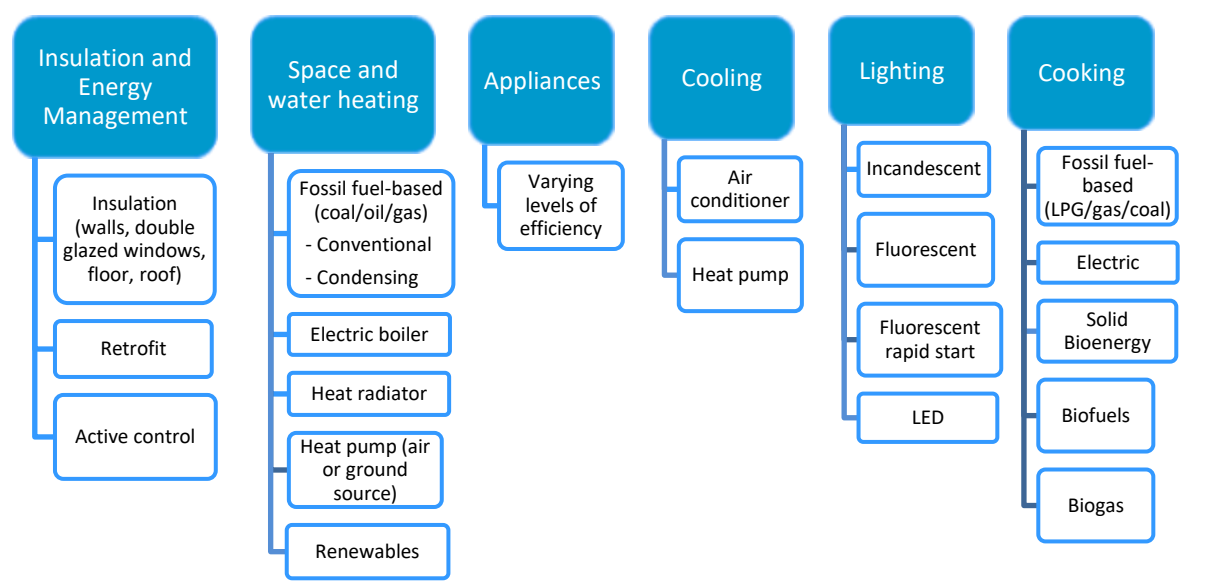 Insulation and
Energy
Management
Insulation
(walls, double
glazed windows,
floor, roof)
Retrofit
Active control
Space and
water heating
Fossil fuel-based
(coal/oil/gas)
- Conventional
- Condensing
Electric boiler
Heat radiator
Heat pump (air
or ground
source)
Renewables
Appliances
Varying
levels of
efficiency
Cooling
Air
conditioner
Heat pump
Lighting
Incandescent
Fluorescent
Fluorescent
rapid start
LED
Cooking
Fossil fuel-
based
(LPG/gas/coal)
Electric
Solid
Bioenergy
Biofuels
Biogas